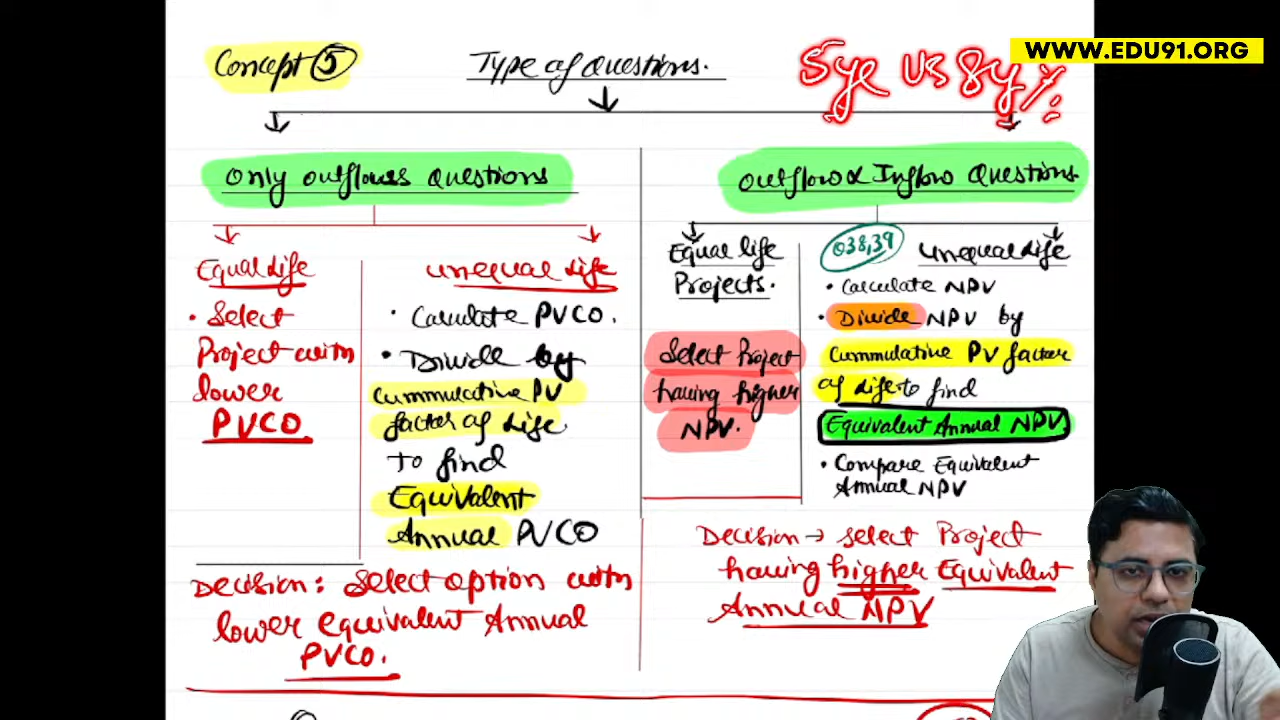 WWW.EDU91.ORG
Concept 5
Type of Questions.
5ye Vs 8y
Only outflows Questions
Equal Life
• Select
Project with
lower
PVCO
unequal Life
• Calculate PVCO.
• Divide by
Cummulative PV
factor of Life
to find
Equivalent
Annual PVCO
Decision: Select option with
lower equivalent Annual
PVCO.
Outflow & Inflow Questions
Equal life
Projects.
Select Project
having higher
NPV.
Q38,39
unequal Life
• Calculate NPV
• Divide NPV by
Cummulative PV factor
of life to find
Equivalent Annual NPV
• Compare Equivalent
Annual NPV
Decision → select Project
having higher Equivalent
Annual NPV